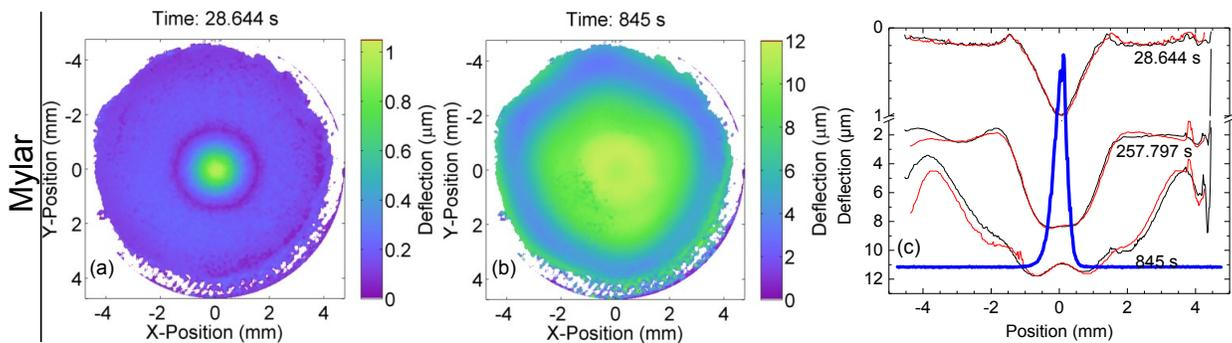 Mylar
Time: 28.644 s
Y-Position (mm)
-4
-2
0
2
4
(a)
-4 -2 0 2 4
X-Position (mm)
1
0.8
0.6
0.4
0.2
0
Deflection (μm)
Time: 845 s
Y-Position (mm)
-4
-2
0
2
4
(b)
-4 -2 0 2 4
X-Position (mm)
12
10
8
6
4
2
0
Deflection (μm)
Deflection (μm)
0
1
2
4
6
8
10
12
28.644 s
257.797 s
(c)
845 s
-4 -2 0 2 4
Position (mm)